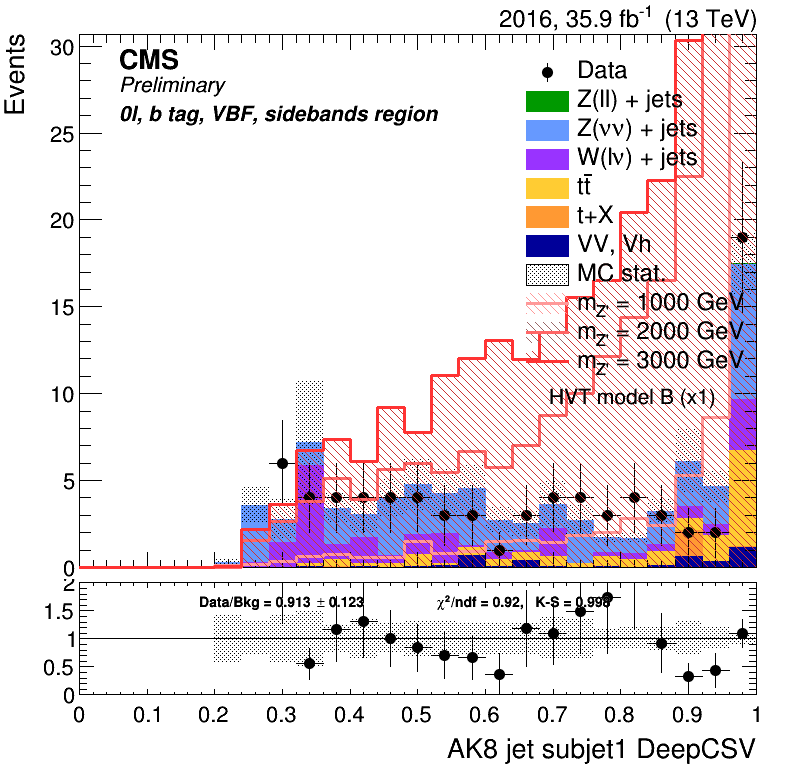 2016, 35.9 fb⁻¹ (13 TeV)
Events
CMS
Preliminary
0l, b tag, VBF, sidebands region
Data
Z(ll) + jets
Z(νν) + jets
W(lν) + jets
tt̄
t+X
VV, Vh
MC stat.
m_Z' = 1000 GeV
m_Z' = 2000 GeV
m_Z' = 3000 GeV
HVT model B (x1)
30
25
20
15
10
5
0
Data/Bkg = 0.913 ± 0.123
χ²/ndf = 0.92, K-S = 0.998
2
1.5
1
0.5
0
0 0.1 0.2 0.3 0.4 0.5 0.6 0.7 0.8 0.9 1
AK8 jet subjet1 DeepCSV